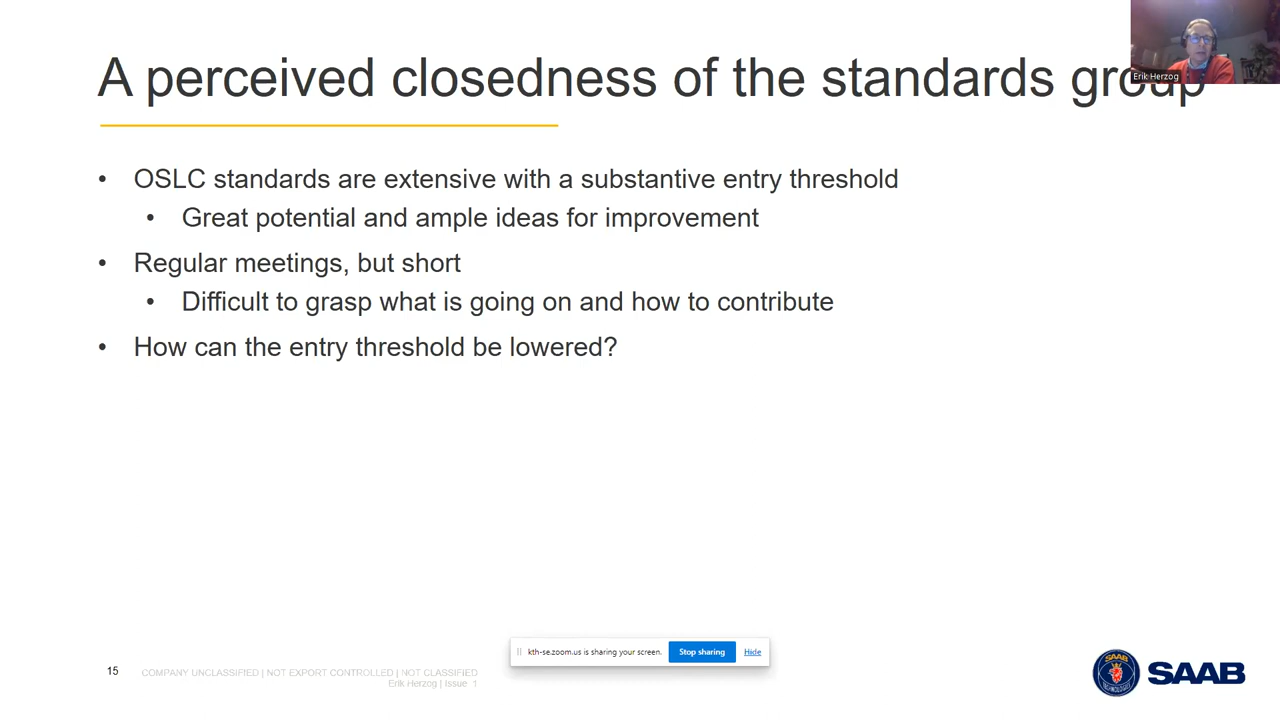 A perceived closedness of the standards group
Erik Herzog
• OSLC standards are extensive with a substantive entry threshold
• Great potential and ample ideas for improvement
• Regular meetings, but short
• Difficult to grasp what is going on and how to contribute
• How can the entry threshold be lowered?
kth-se.zoom.us is sharing your screen.
Stop sharing
Hide
15
COMPANY UNCLASSIFIED | NOT EXPORT CONTROLLED | NOT CLASSIFIED
Erik Herzog | Issue 1
SAAB
TECHNOLOGIES
SAAB